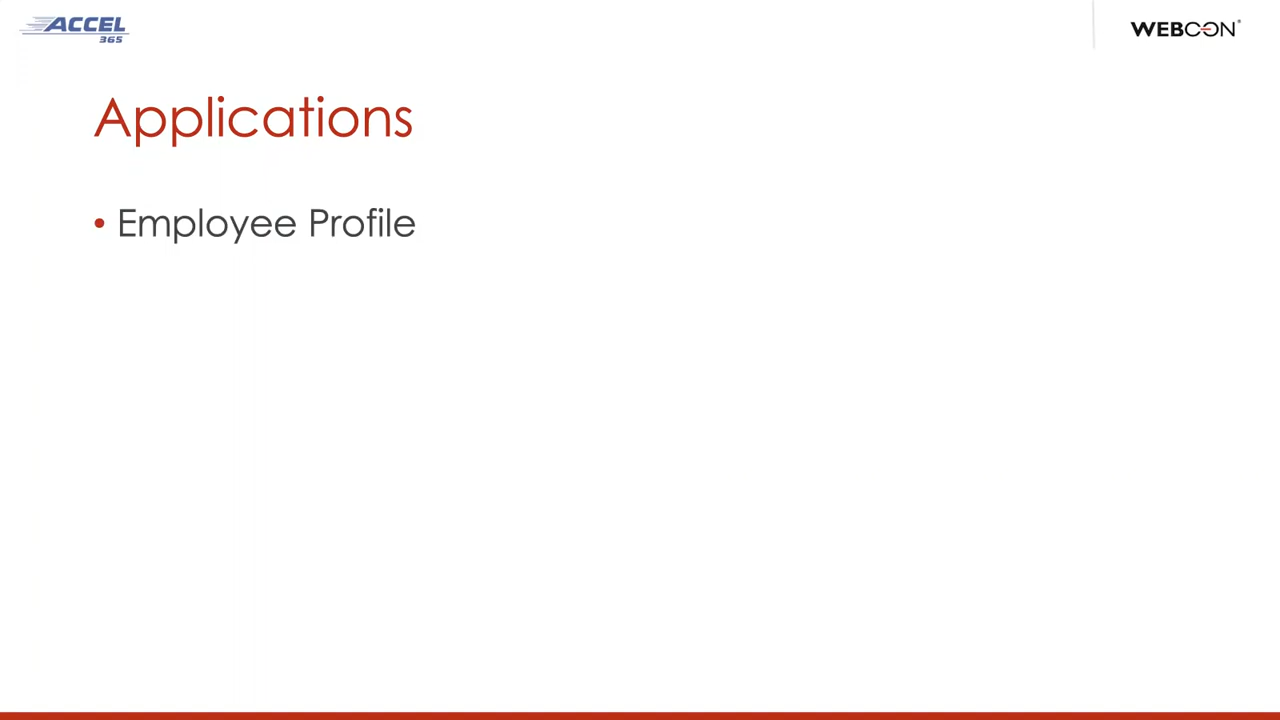 ACCEL
365
WEBCON®
Applications
• Employee Profile